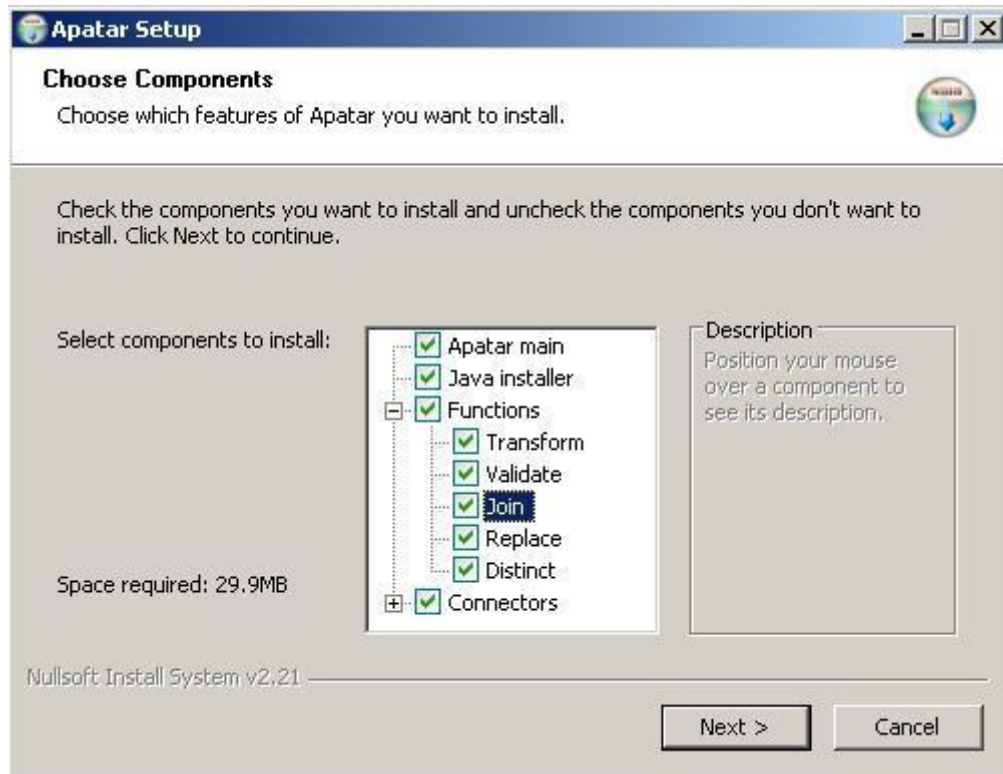 Apatar Setup
Choose Components
Choose which features of Apatar you want to install.
Check the components you want to install and uncheck the components you don't want to
install. Click Next to continue.
Select components to install:
Apatar main
Java installer
Functions
Transform
Validate
Join
Replace
Distinct
Connectors
Description
Position your mouse
over a component to
see its description.
Space required: 29.9MB
Nullsoft Install System v2.21
Next >
Cancel